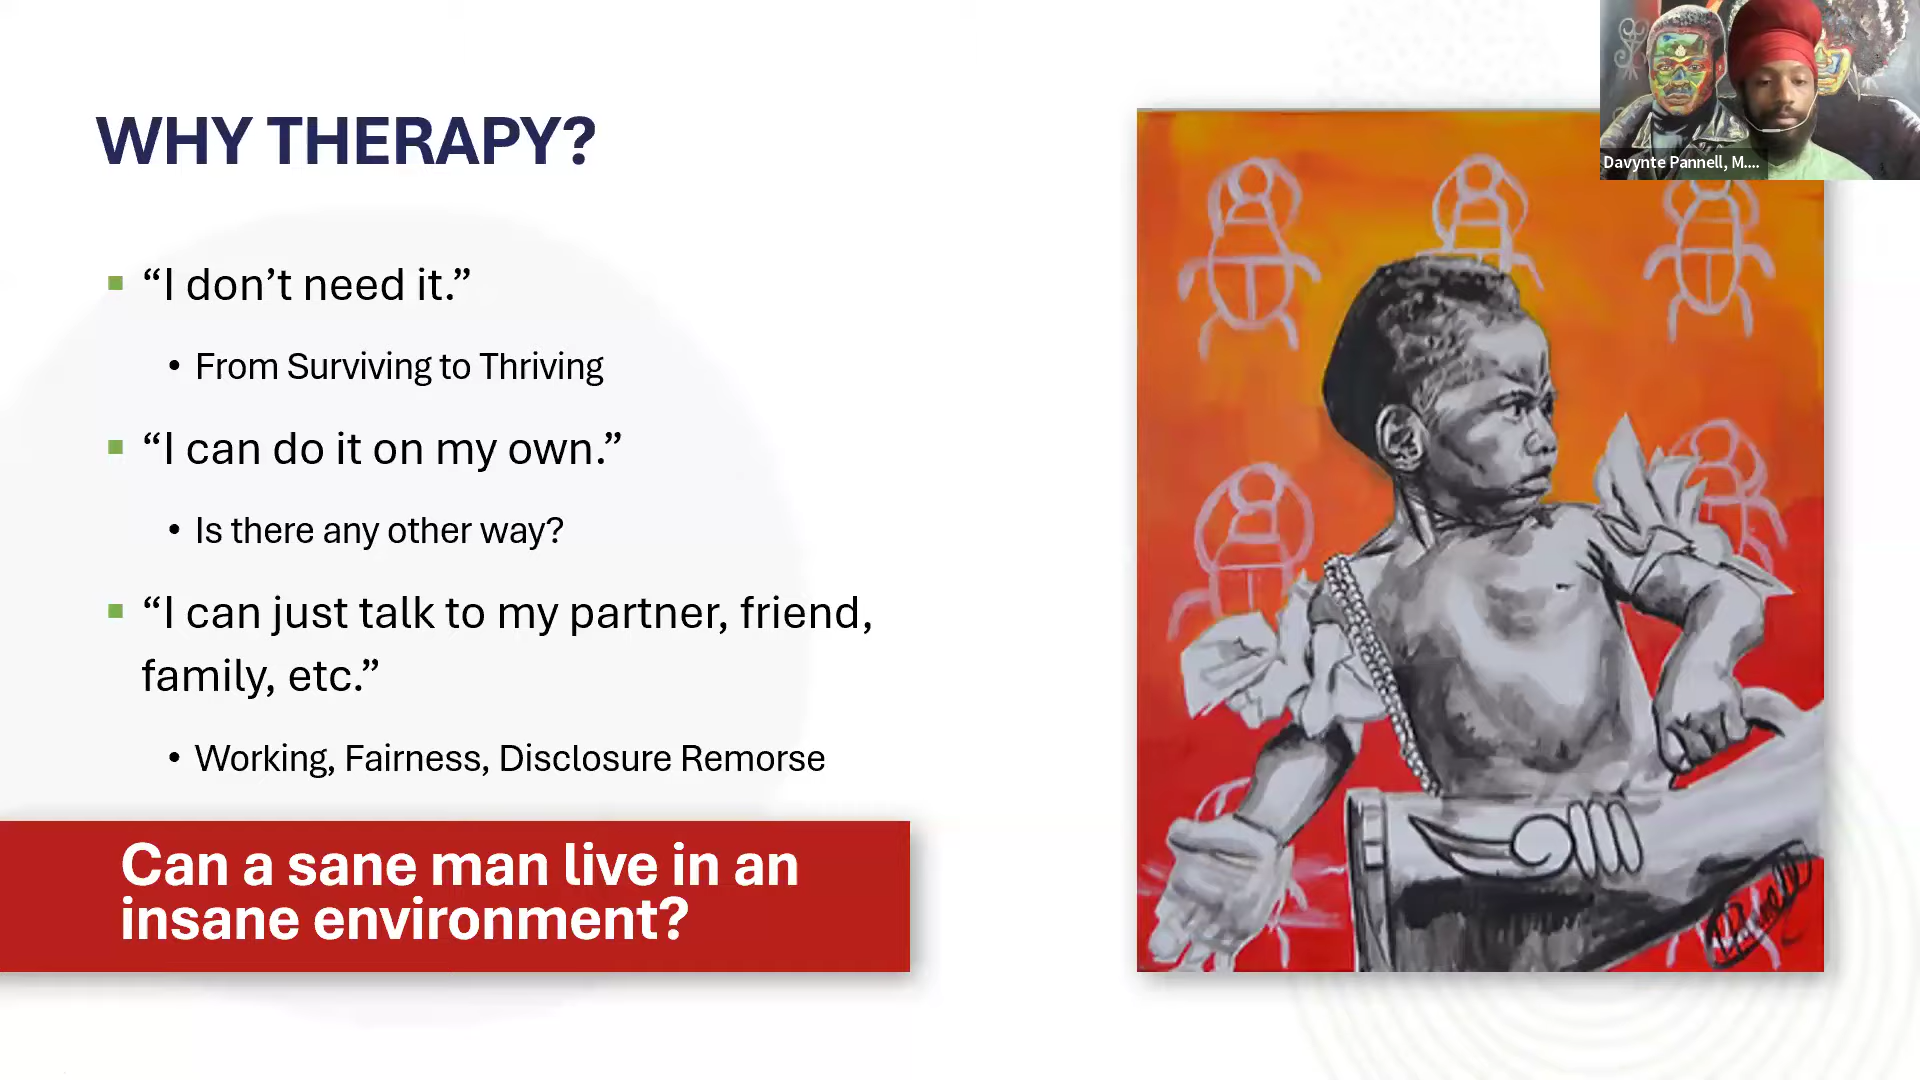 WHY THERAPY?
“I don’t need it.”
From Surviving to Thriving
“I can do it on my own.”
Is there any other way?
“I can just talk to my partner, friend,
family, etc.”
Working, Fairness, Disclosure Remorse
Can a sane man live in an
insane environment?
Davynte Pannell, M....